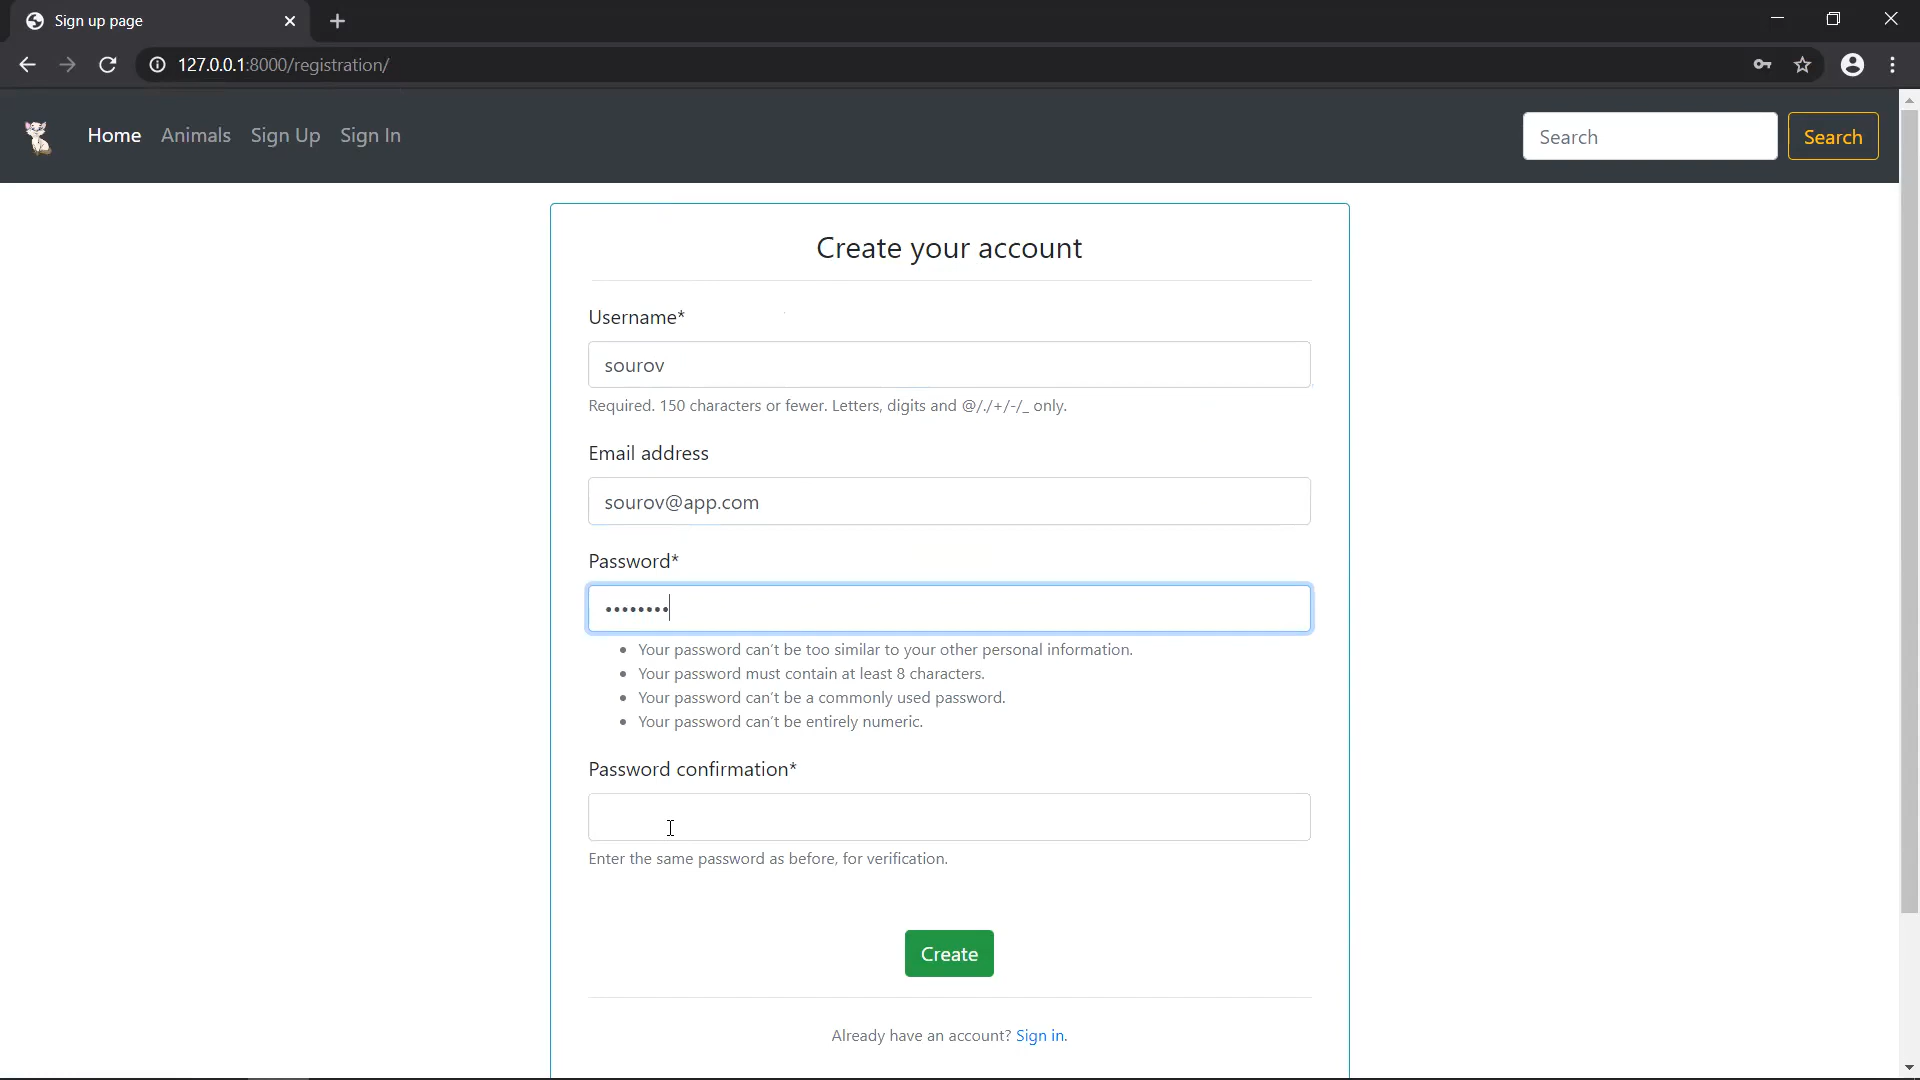 Sign up page
127.0.0.1:8000/registration/
Home Animals Sign Up Sign In Search Search
Create your account
Username*
sourov
Required. 150 characters or fewer. Letters, digits and @/./+/-/_ only.
Email address
sourov@app.com
Password*
••••••••
• Your password can't be too similar to your other personal information.
• Your password must contain at least 8 characters.
• Your password can't be a commonly used password.
• Your password can't be entirely numeric.
Password confirmation*
Enter the same password as before, for verification.
Create
Already have an account? Sign in.